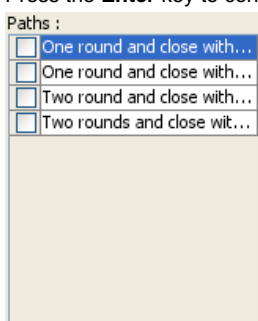 Press the Enter key to con
Paths :
One round and close with...
One round and close with...
Two round and close with...
Two rounds and close wit...